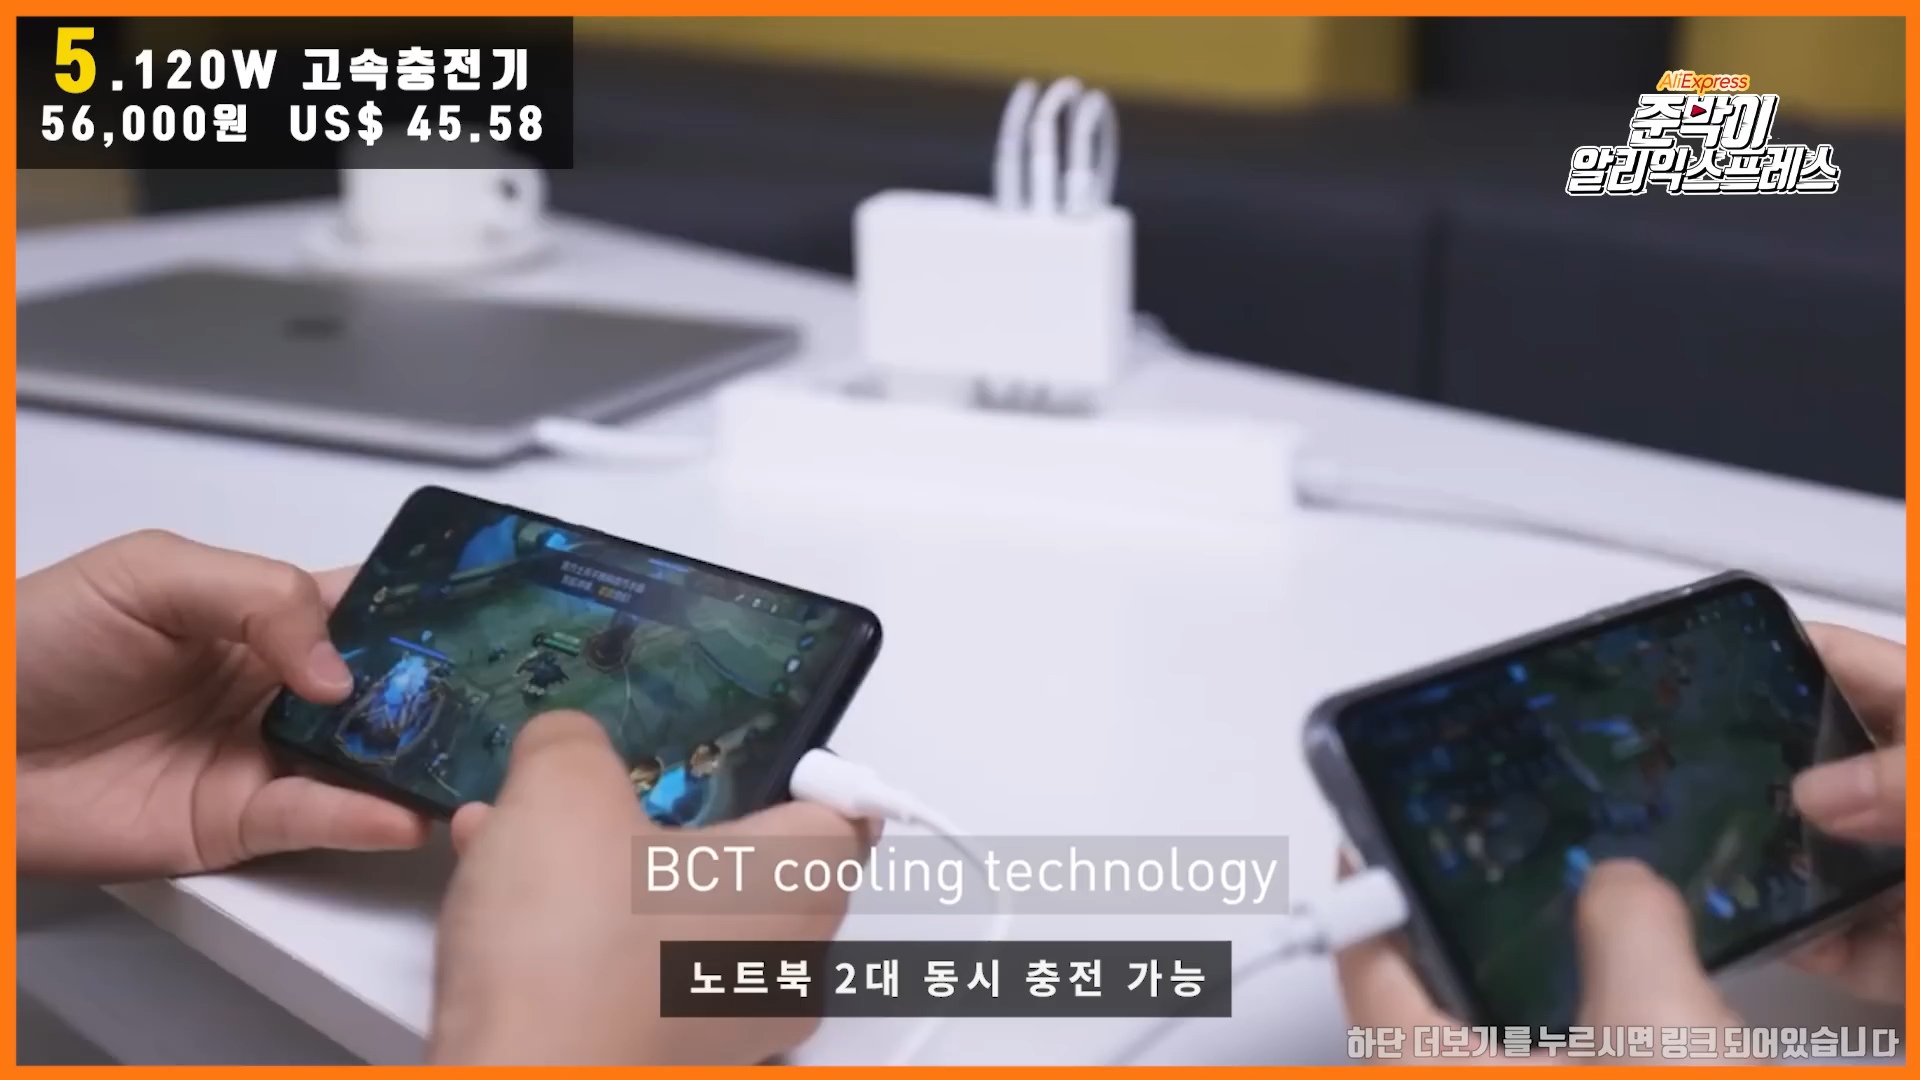 5.120W 고속충전기
56,000원 US$ 45.58
AliExpress
준박이
알리익스프레스
BCT cooling technology
노트북 2대 동시 충전 가능
하단 더보기를 누르시면 링크 되어있습니다